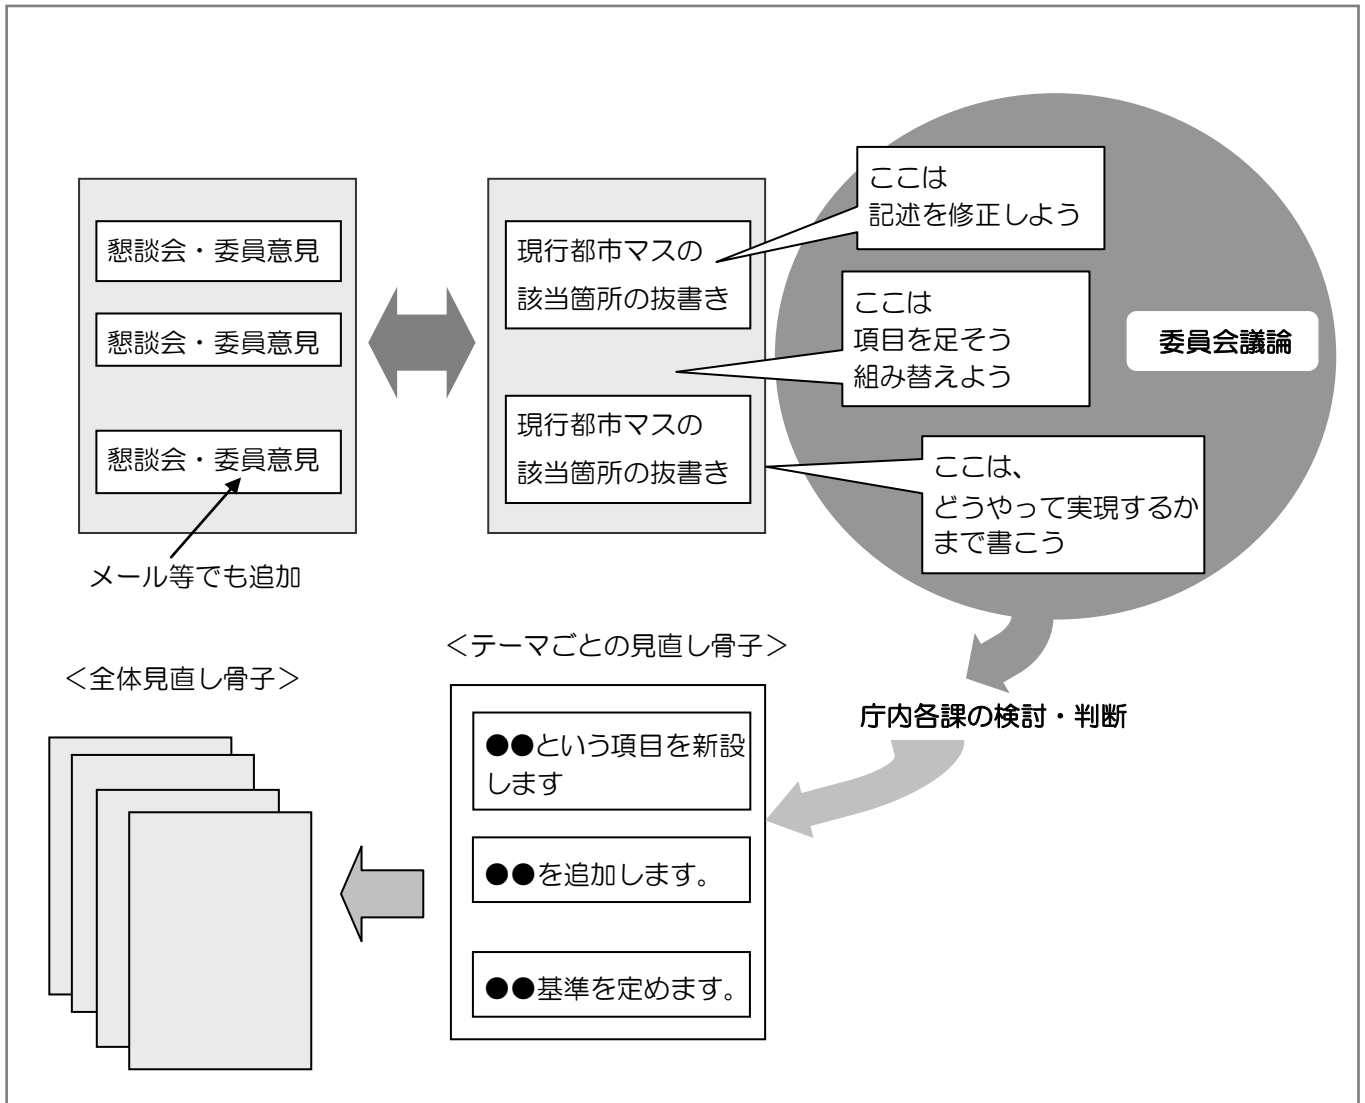 懇談会・委員意見
懇談会・委員意見
懇談会・委員意見
メール等でも追加
現行都市マスの
該当箇所の抜書き
現行都市マスの
該当箇所の抜書き
ここは
記述を修正しよう
ここは
項目を足そう
組み替えよう
ここは、
どうやって実現するか
まで書こう
委員会議論
庁内各課の検討・判断
＜テーマごとの見直し骨子＞
●●という項目を新設
します
●●を追加します。
●●基準を定めます。
＜全体見直し骨子＞